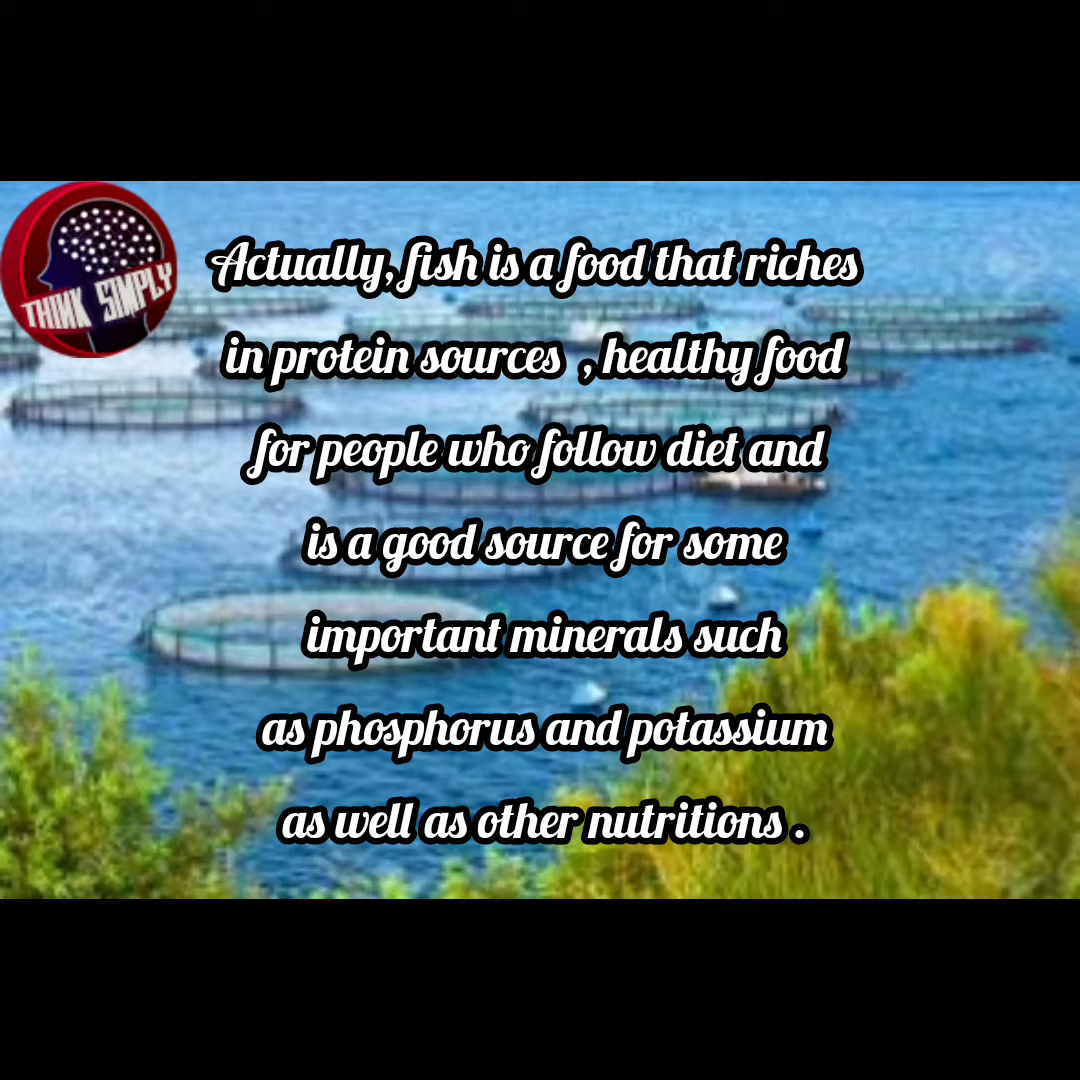 THINK SIMPLY
Actually, fish is a food that riches
in protein sources , healthy food
for people who follow diet and
is a good source for some
important minerals such
as phosphorus and potassium
as well as other nutritions .